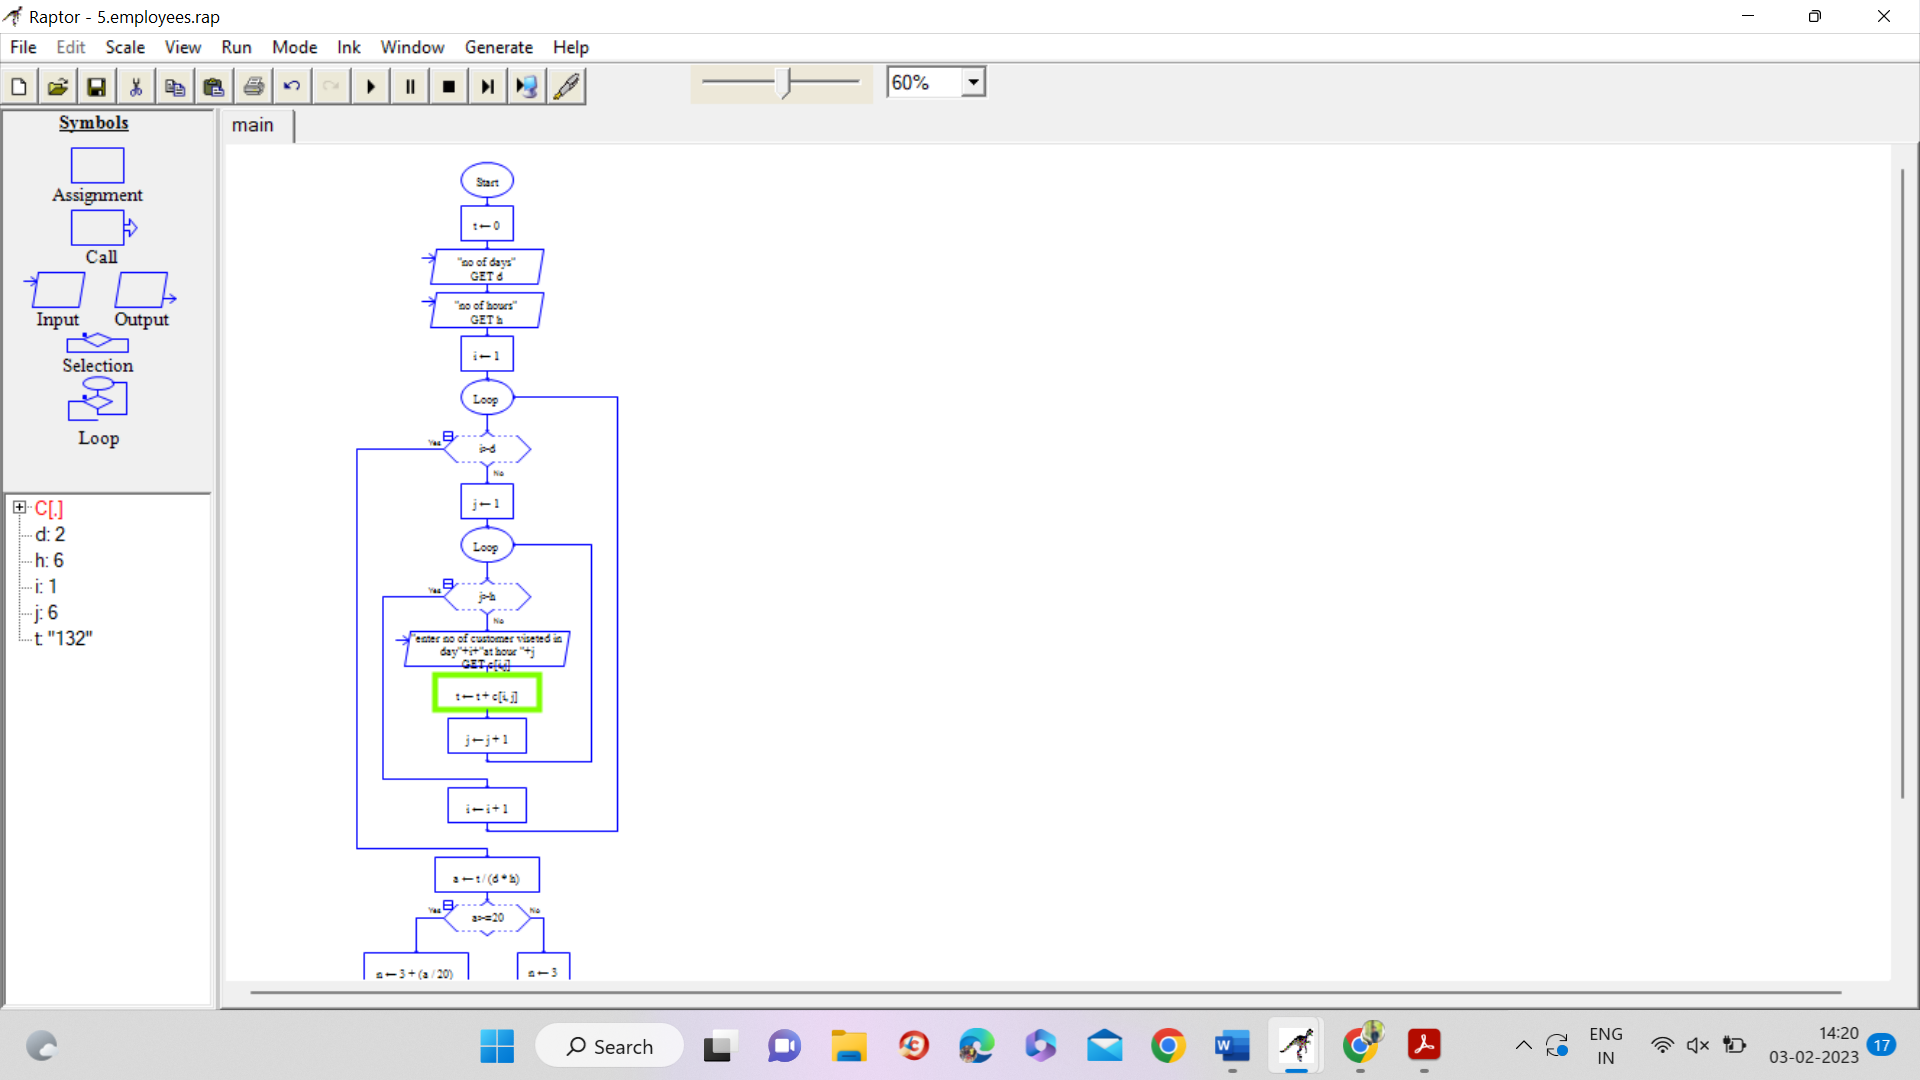 Raptor - 5.employees.rap
File Edit Scale View Run Mode Ink Window Generate Help
60%
Symbols
Assignment
Call
Input Output
Selection
Loop
C[,]
d: 2
h: 6
i: 1
j: 6
t: "132"
main
Start
t ← 0
"no of days"
GET d
"no of hours"
GET h
i ← 1
Loop
Yes
i>d
No
j ← 1
Loop
Yes
j>h
No
"enter no of customer viseted in
day"+i+"at hour "+j
GET c[i,j]
t ← t + c[i, j]
j ← j + 1
i ← i + 1
a ← t / (d * h)
Yes a>=20 No
n ← 3 + (a / 20) n ← 3
Search
ENG
IN
14:20
03-02-2023
17